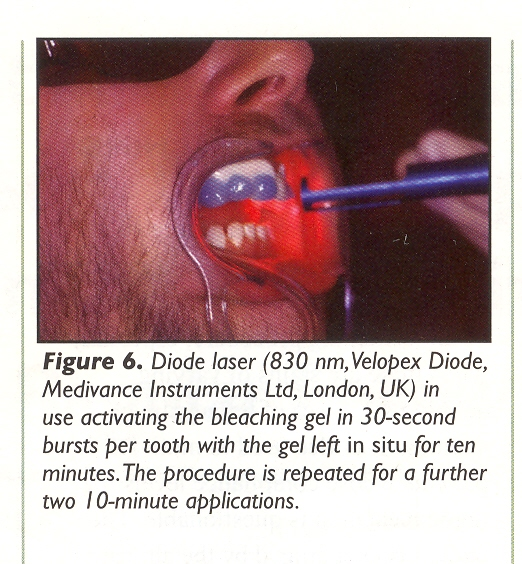 Figure 6. Diode laser (830 nm, Velopex Diode,
Medivance Instruments Ltd, London, UK) in
use activating the bleaching gel in 30-second
bursts per tooth with the gel left in situ for ten
minutes. The procedure is repeated for a further
two 10-minute applications.